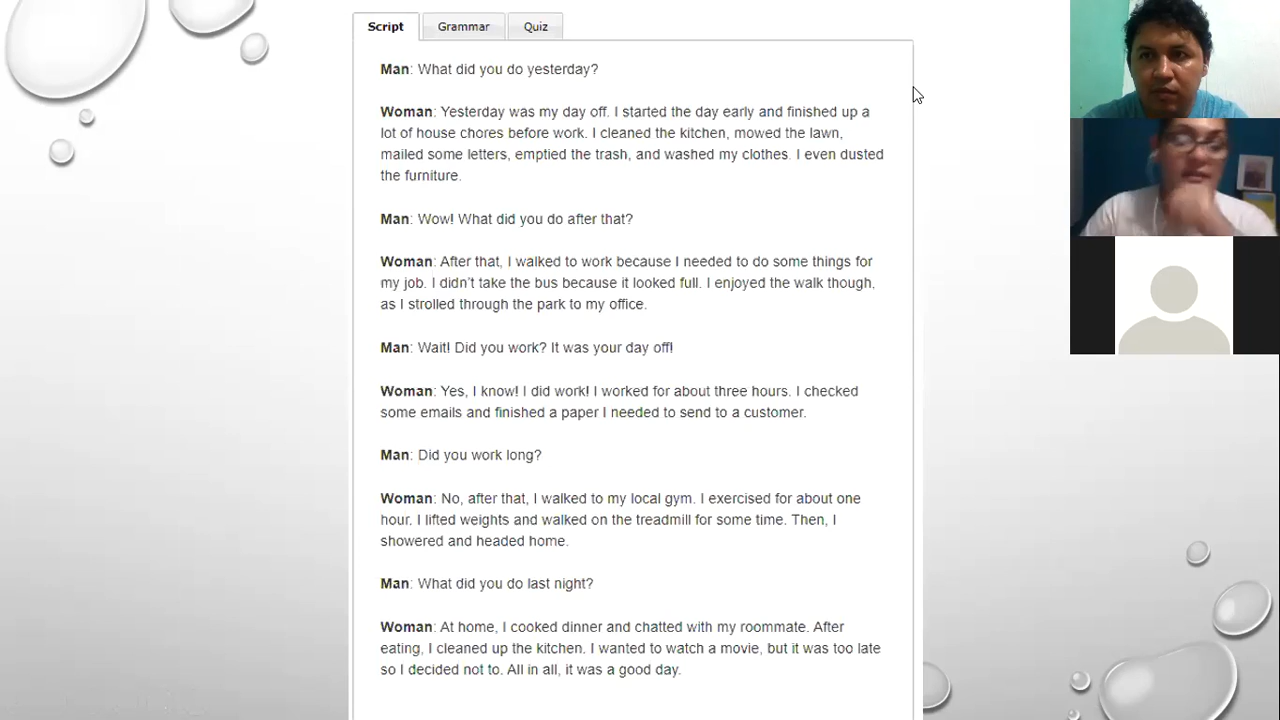 Script Grammar Quiz
Man: What did you do yesterday?
Woman: Yesterday was my day off. I started the day early and finished up a
lot of house chores before work. I cleaned the kitchen, mowed the lawn,
mailed some letters, emptied the trash, and washed my clothes. I even dusted
the furniture.
Man: Wow! What did you do after that?
Woman: After that, I walked to work because I needed to do some things for
my job. I didn’t take the bus because it looked full. I enjoyed the walk though,
as I strolled through the park to my office.
Man: Wait! Did you work? It was your day off!
Woman: Yes, I know! I did work! I worked for about three hours. I checked
some emails and finished a paper I needed to send to a customer.
Man: Did you work long?
Woman: No, after that, I walked to my local gym. I exercised for about one
hour. I lifted weights and walked on the treadmill for some time. Then, I
showered and headed home.
Man: What did you do last night?
Woman: At home, I cooked dinner and chatted with my roommate. After
eating, I cleaned up the kitchen. I wanted to watch a movie, but it was too late
so I decided not to. All in all, it was a good day.